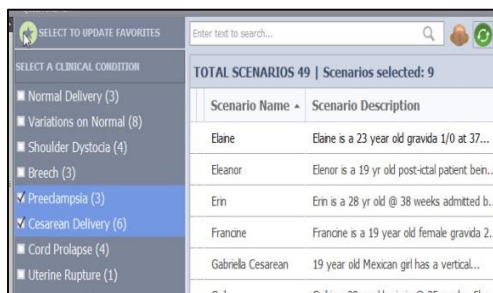 SELECT TO UPDATE FAVORITES
Enter text to search...
SELECT A CLINICAL CONDITION
TOTAL SCENARIOS 49 | Scenarios selected: 9
Normal Delivery (3)
Variations on Normal (8)
Shoulder Dystocia (4)
Breech (3)
Preeclampsia (3)
Cesarean Delivery (6)
Cord Prolapse (4)
Uterine Rupture (1)
Scenario Name Scenario Description
Elaine Elaine is a 23 year old gravida 1/0 at 37...
Eleanor Elenor is a 19 yr old post-ictal patient bein...
Erin Erin is a 28 yr old @ 38 weeks admitted b...
Francine Francine is a 19 year old female gravida 2...
Gabriella Cesarean 19 year old Mexican girl has a vertical...